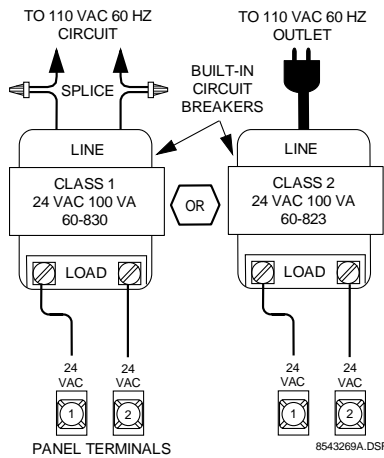 TO 110 VAC 60 HZ
CIRCUIT
TO 110 VAC 60 HZ
OUTLET
SPLICE
BUILT-IN
CIRCUIT
BREAKERS
LINE
LINE
CLASS 1
24 VAC 100 VA
60-830
OR
CLASS 2
24 VAC 100 VA
60-823
LOAD
LOAD
24
VAC
24
VAC
24
VAC
24
VAC
1
2
1
2
PANEL TERMINALS
8543269A.DSF